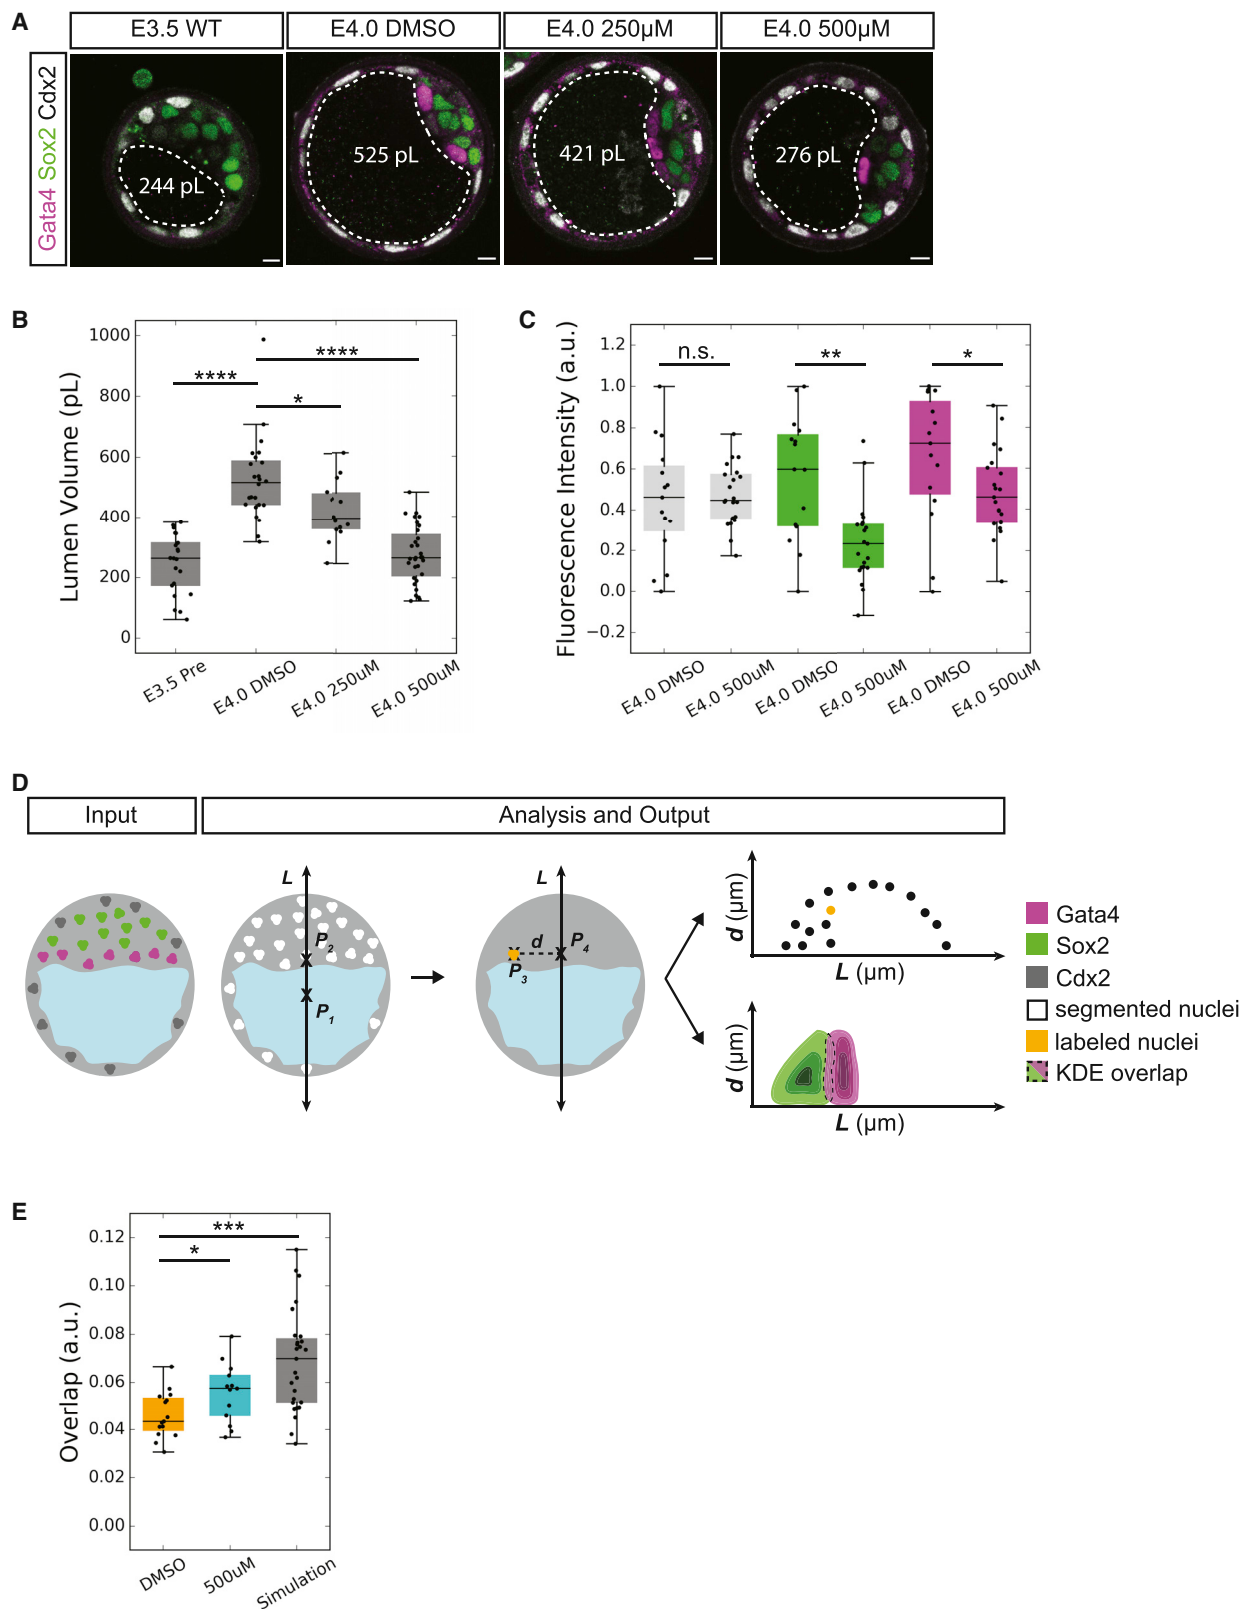 A
E3.5 WT
E4.0 DMSO
E4.0 250µM
E4.0 500µM
Gata4 Sox2 Cdx2
244 pL
525 pL
421 pL
276 pL
B
Lumen Volume (pL)
1000
800
600
400
200
0
****
****
*
E3.5 Pre
E4.0 DMSO
E4.0 250uM
E4.0 500uM
C
Fluorescence Intensity (a.u.)
1.2
1.0
0.8
0.6
0.4
0.2
0.0
−0.2
n.s.
**
*
E4.0 DMSO
E4.0 500uM
E4.0 DMSO
E4.0 500uM
E4.0 DMSO
E4.0 500uM
D
Input
Analysis and Output
L
P2
X
X
P1
L
d
P4
X
X
P3
d (µm)
L (µm)
d (µm)
L (µm)
Gata4
Sox2
Cdx2
segmented nuclei
labeled nuclei
KDE overlap
E
Overlap (a.u.)
0.12
0.10
0.08
0.06
0.04
0.02
0.00
***
*
DMSO
500uM
Simulation